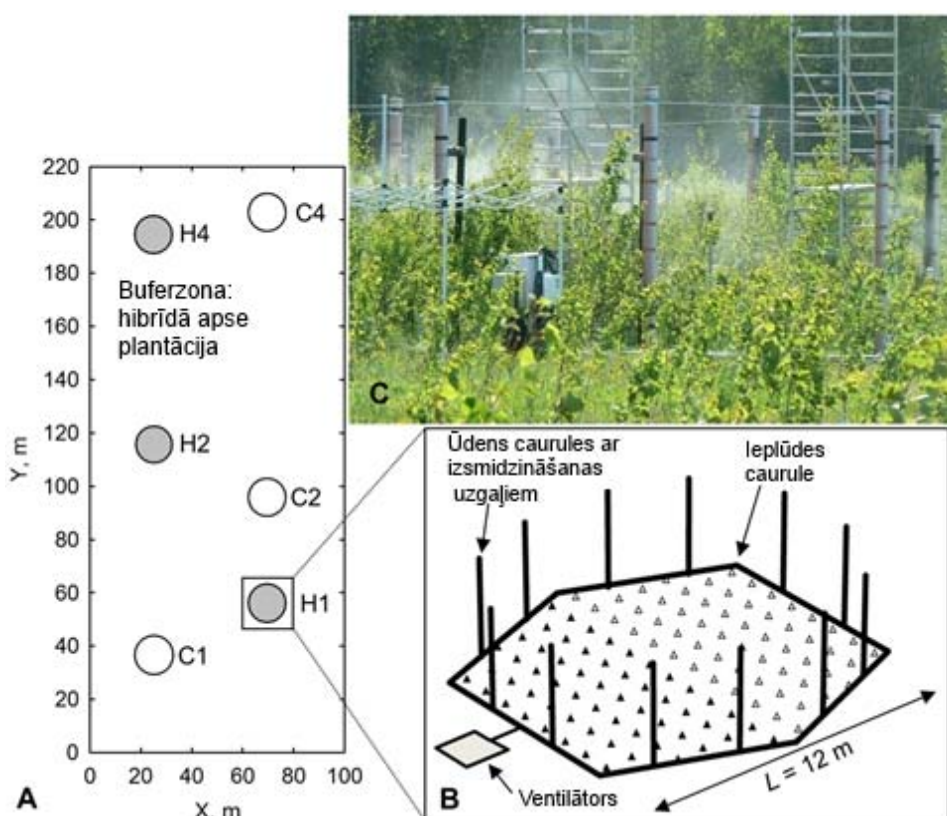 220
200
180
160
140
120
100
80
60
40
20
0
Y, m
0 20 40 60 80 100
X, m
C4
H4
Buferzona:
hibrīdā apse
plantācija
H2
C2
H1
C1
A
C
Ūdens caurules ar
izsmidzināšanas
uzgaļiem
Ieplūdes
caurule
L = 12 m
Ventilātors
B